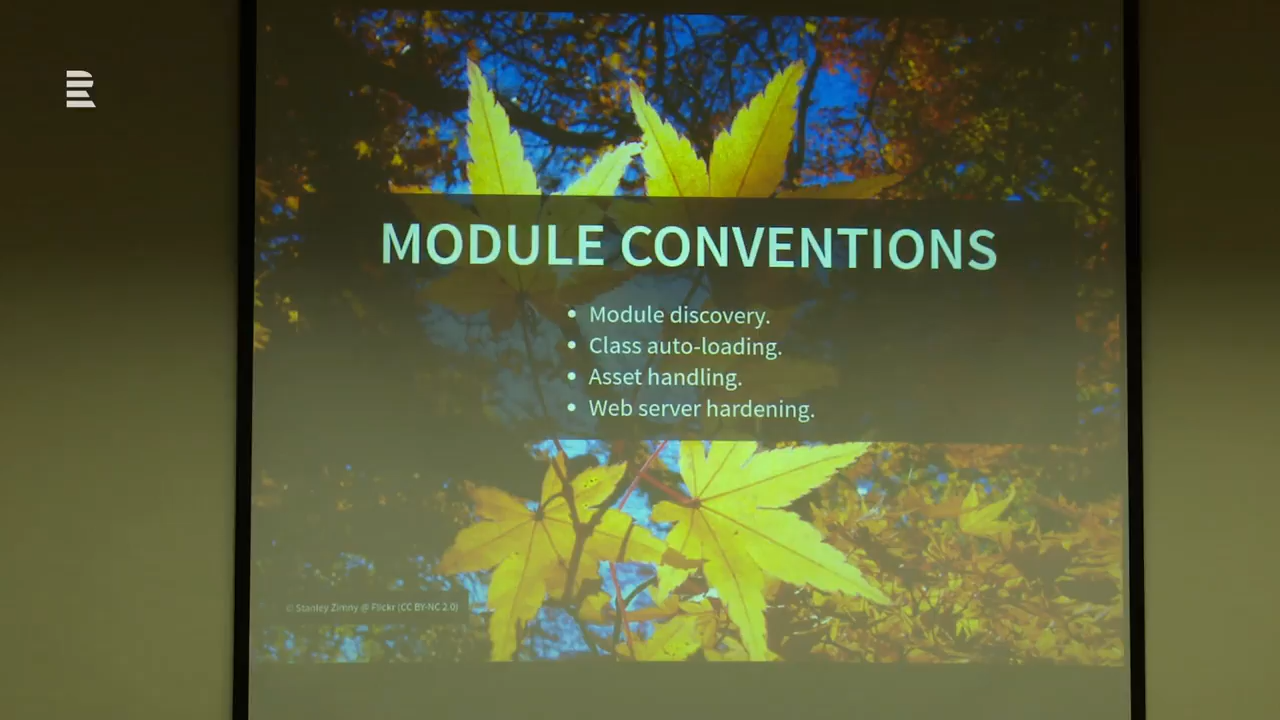 MODULE CONVENTIONS
• Module discovery.
• Class auto-loading.
• Asset handling.
• Web server hardening.
© Stanley Zimny @ Flickr (CC BY-NC 2.0)